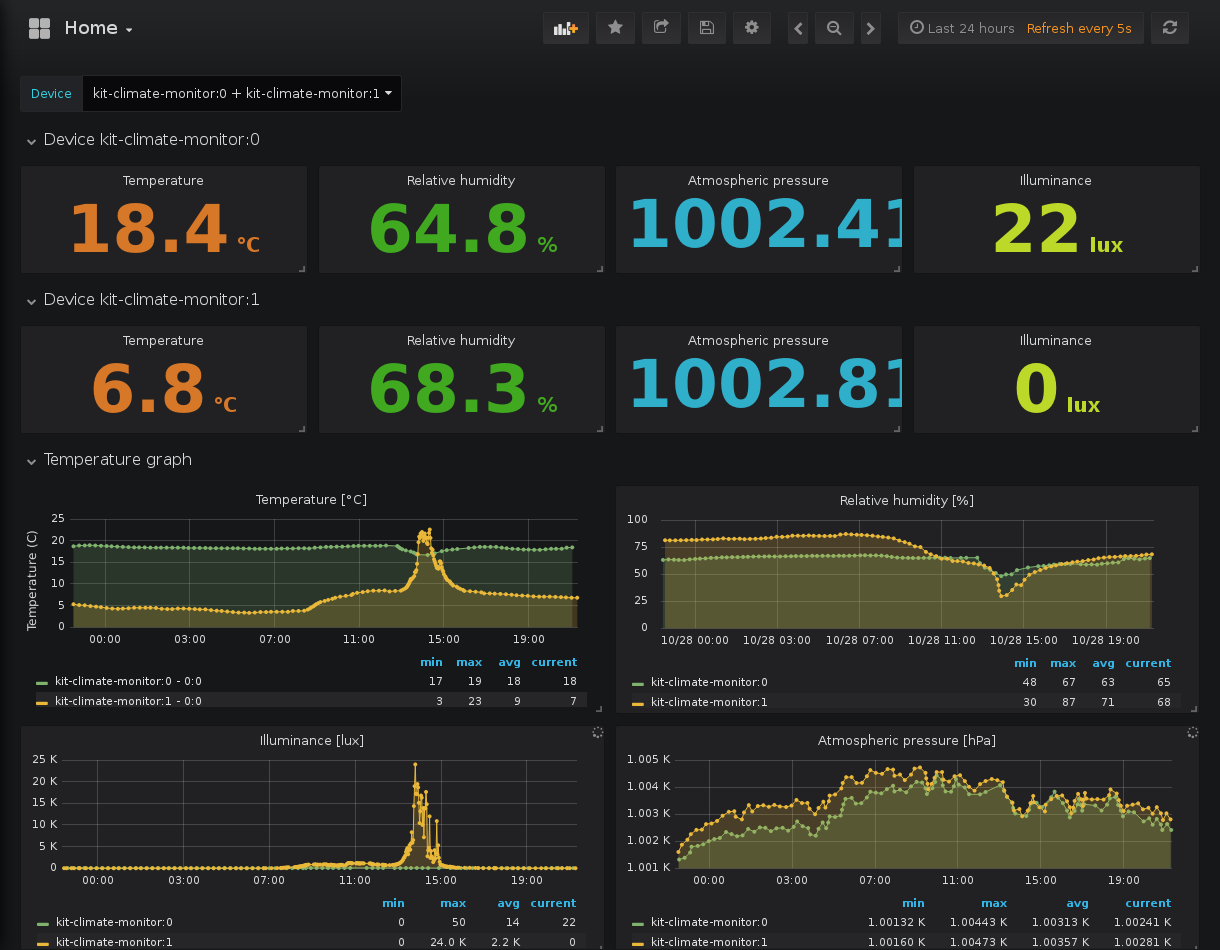 Home
Last 24 hours Refresh every 5s
Device kit-climate-monitor:0 + kit-climate-monitor:1
Device kit-climate-monitor:0
Temperature Relative humidity Atmospheric pressure Illuminance
18.4 °C 64.8 % 1002.41 22 lux
Device kit-climate-monitor:1
Temperature Relative humidity Atmospheric pressure Illuminance
6.8 °C 68.3 % 1002.81 0 lux
Temperature graph
Temperature [°C]
Temperature (C)
25
20
15
10
5
0
00:00 03:00 07:00 11:00 15:00 19:00
min max avg current
kit-climate-monitor:0 - 0:0 17 19 18 18
kit-climate-monitor:1 - 0:0 3 23 9 7
Relative humidity [%]
100
75
50
25
0
10/28 00:00 10/28 03:00 10/28 07:00 10/28 11:00 10/28 15:00 10/28 19:00
min max avg current
kit-climate-monitor:0 48 67 63 65
kit-climate-monitor:1 30 87 71 68
Illuminance [lux]
25 K
20 K
15 K
10 K
5 K
0
00:00 03:00 07:00 11:00 15:00 19:00
min max avg current
kit-climate-monitor:0 0 50 14 22
kit-climate-monitor:1 0 24.0 K 2.2 K 0
Atmospheric pressure [hPa]
1.005 K
1.004 K
1.003 K
1.002 K
1.001 K
00:00 03:00 07:00 11:00 15:00 19:00
min max avg current
kit-climate-monitor:0 1.00132 K 1.00443 K 1.00313 K 1.00241 K
kit-climate-monitor:1 1.00160 K 1.00473 K 1.00357 K 1.00281 K